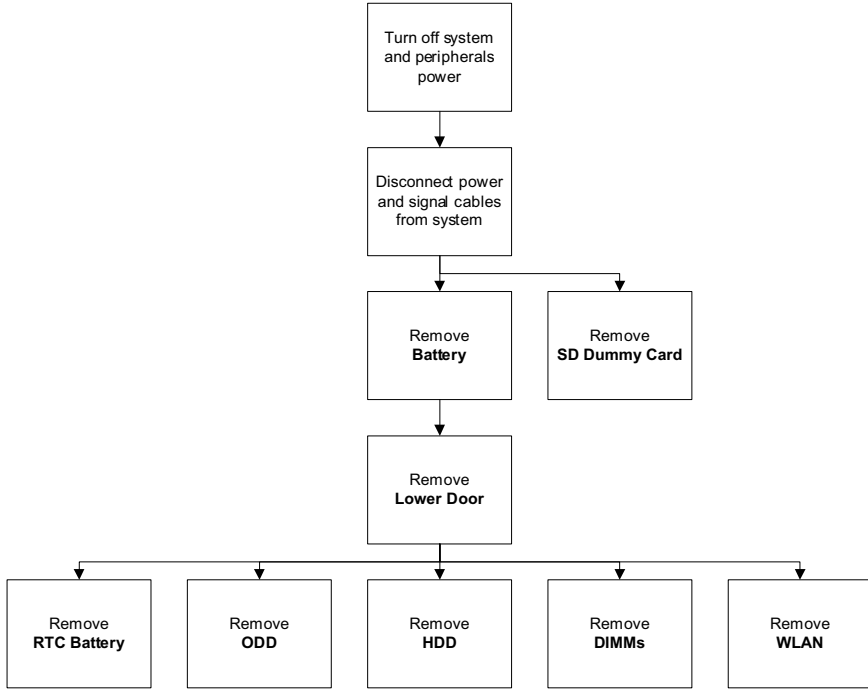 Turn off system
and peripherals
power
Disconnect power
and signal cables
from system
Remove
Battery
Remove
SD Dummy Card
Remove
Lower Door
Remove
RTC Battery
Remove
ODD
Remove
HDD
Remove
DIMMs
Remove
WLAN